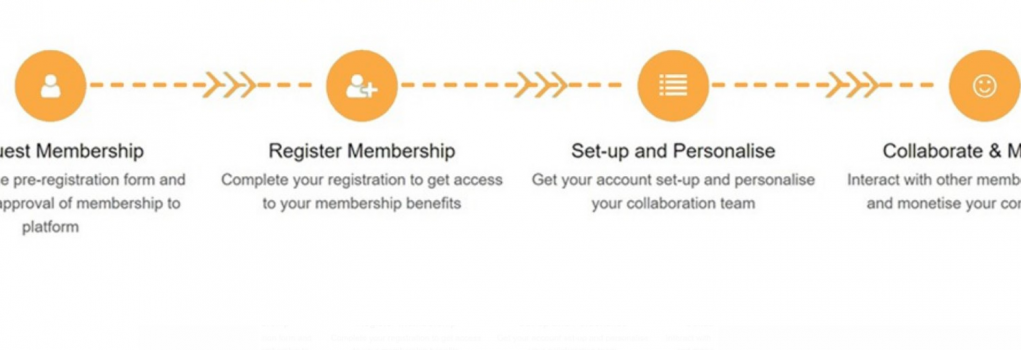 uest Membership
e pre-registration form and
approval of membership to
platform
Register Membership
Complete your registration to get access
to your membership benefits
Set-up and Personalise
Get your account set-up and personalise
your collaboration team
Collaborate & M
Interact with other memb
and monetise your co